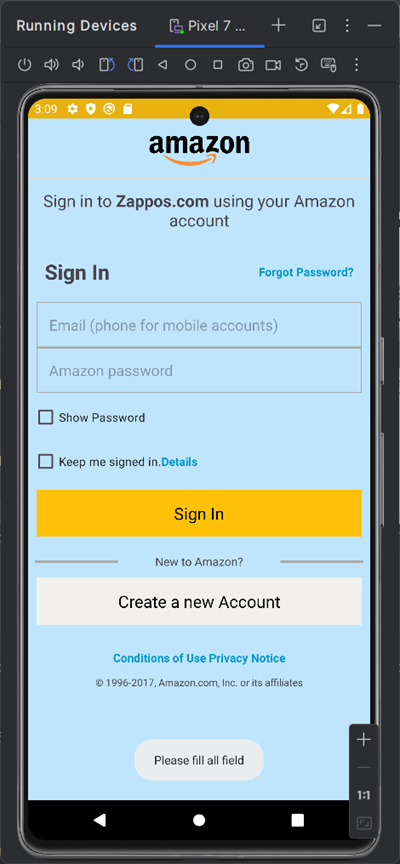 Running Devices
Pixel 7 ...
3:09
amazon
Sign in to Zappos.com using your Amazon
account
Sign In
Forgot Password?
Email (phone for mobile accounts)
Amazon password
Show Password
Keep me signed in.Details
Sign In
New to Amazon?
Create a new Account
Conditions of Use Privacy Notice
© 1996-2017, Amazon.com, Inc. or its affiliates
Please fill all field
1:1